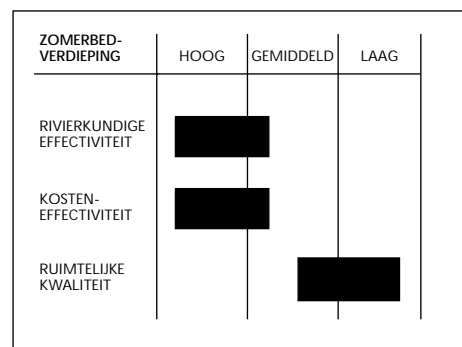 ZOMERBED-
VERDIEPING HOOG GEMIDDELD LAAG
RIVIERKUNDIGE
EFFECTIVITEIT
KOSTEN-
EFFECTIVITEIT
RUIMTELIJKE
KWALITEIT